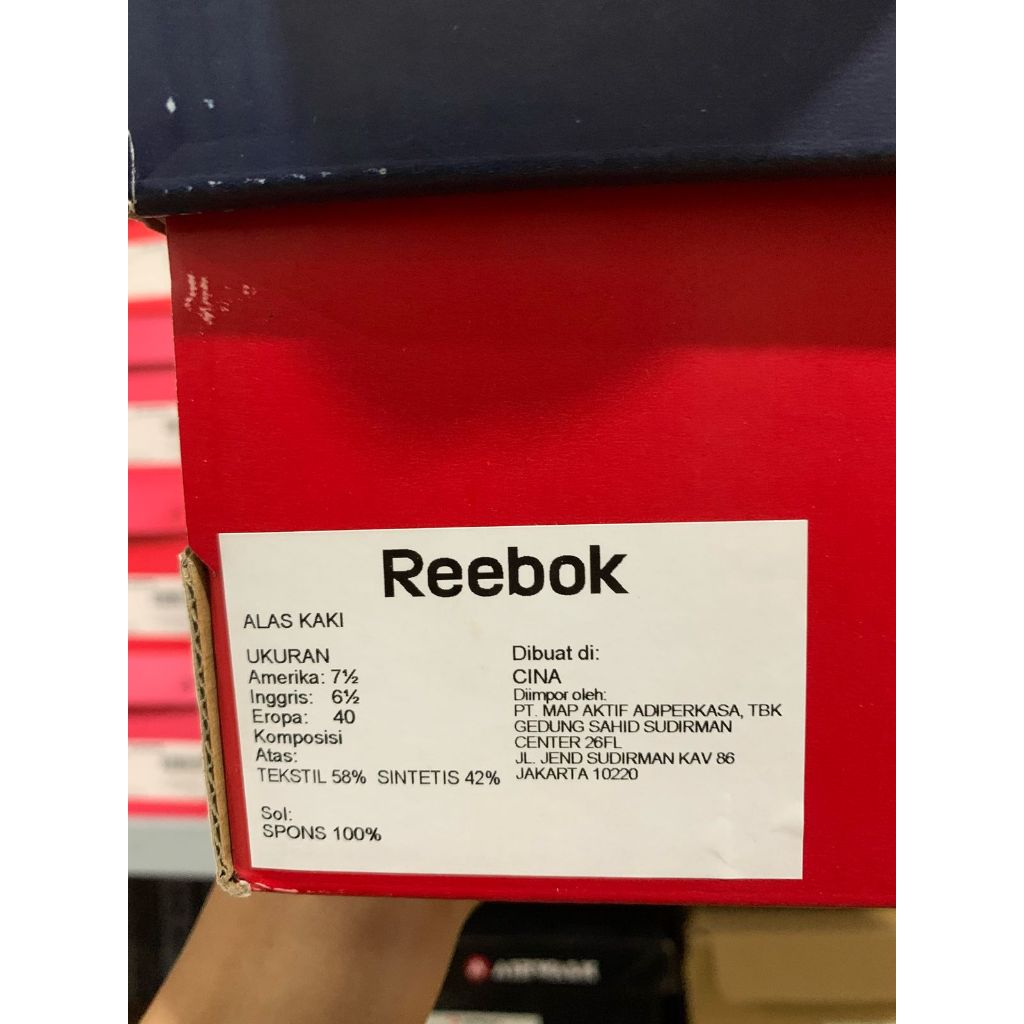 Reebok
ALAS KAKI
UKURAN
Amerika: 7½
Inggris: 6½
Eropa: 40
Komposisi
Atas:
TEKSTIL 58% SINTETIS 42%
Sol:
SPONS 100%
Dibuat di:
CINA
Diimpor oleh:
PT. MAP AKTIF ADIPERKASA, TBK
GEDUNG SAHID SUDIRMAN
CENTER 26FL
JL. JEND SUDIRMAN KAV 86
JAKARTA 10220